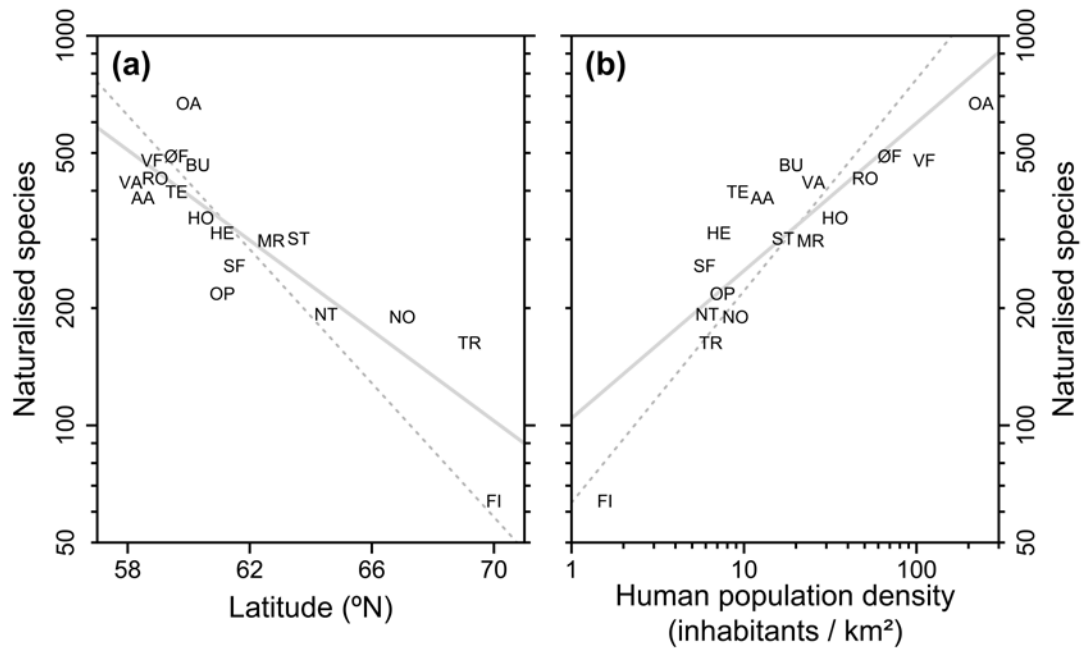 (a)
Naturalised species
1000
500
200
100
50
OA
VF ØF BU
VA RO TE
AA
HO
HE
MR ST
SF
OP
NT NO
TR
FI
58 62 66 70
Latitude (ºN)
(b)
OA
BU ØF VF
VA RO
TE AA
HO
HE ST MR
SF
OP
NT NO
TR
FI
1 10 100
Human population density
(inhabitants / km²)
1000
500
200
100
50
Naturalised species